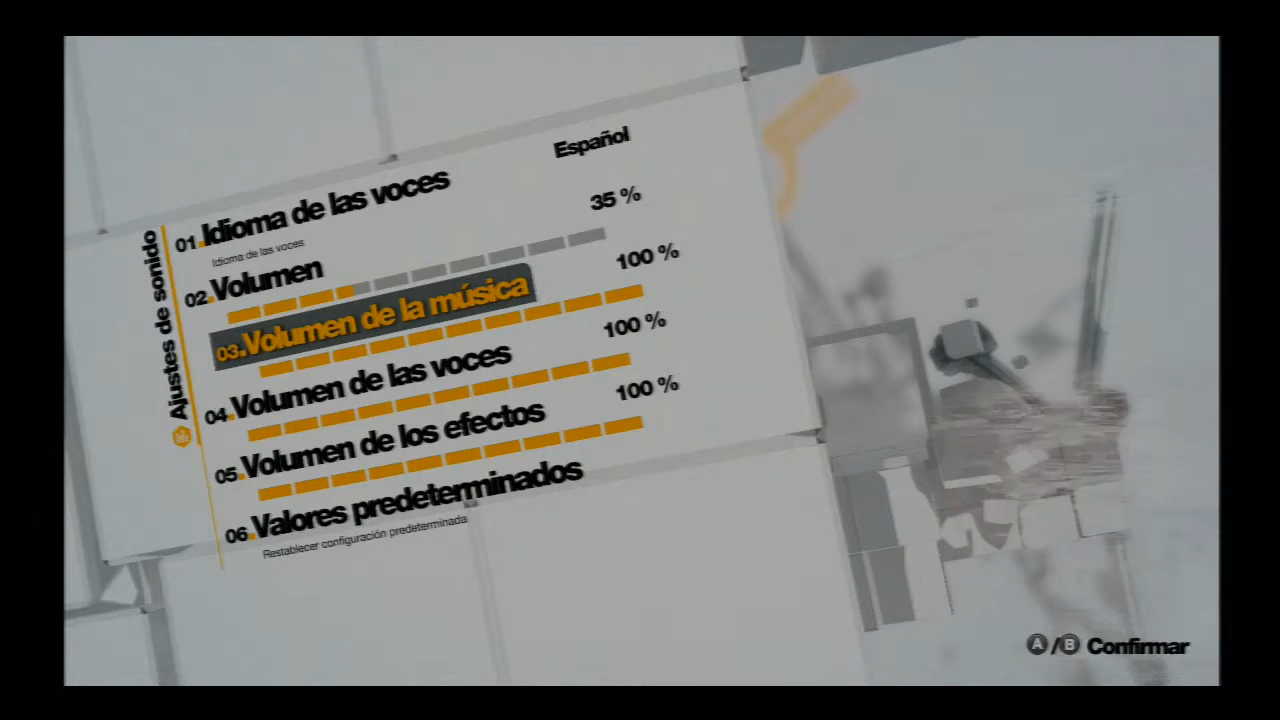 Ajustes de sonido
01.Idioma de las voces
Español
Idioma de las voces
02.Volumen
35 %
03.Volumen de la música
100 %
04.Volumen de las voces
100 %
05.Volumen de los efectos
100 %
06.Valores predeterminados
Restablecer configuración predeterminada
A/B Confirmar